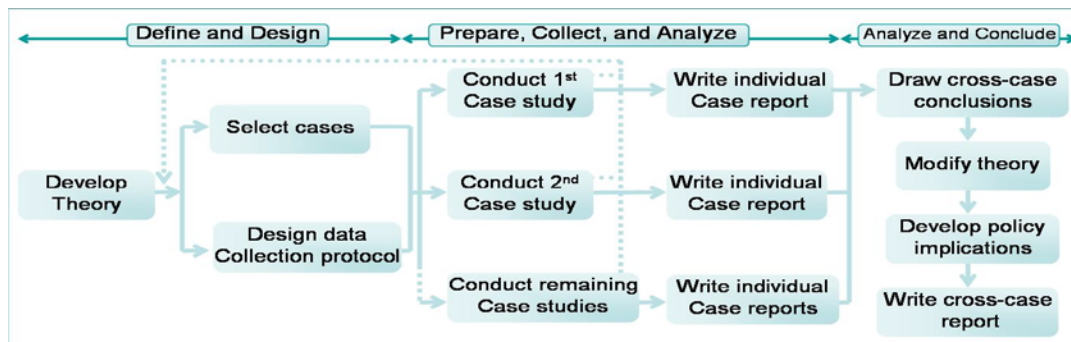 Define and Design
Prepare, Collect, and Analyze
Analyze and Conclude
Develop
Theory
Select cases
Design data
Collection protocol
Conduct 1st
Case study
Conduct 2nd
Case study
Conduct remaining
Case studies
Write individual
Case report
Write individual
Case report
Write individual
Case reports
Draw cross-case
conclusions
Modify theory
Develop policy
implications
Write cross-case
report